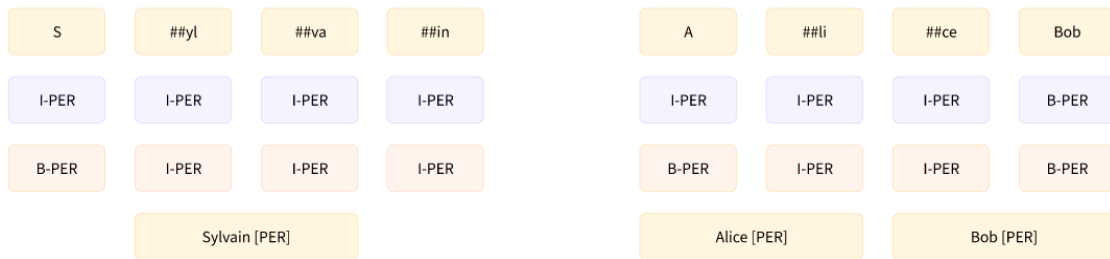 S ##yl ##va ##in A ##li ##ce Bob
I-PER I-PER I-PER I-PER I-PER I-PER I-PER B-PER
B-PER I-PER I-PER I-PER B-PER I-PER I-PER B-PER
Sylvain [PER] Alice [PER] Bob [PER]